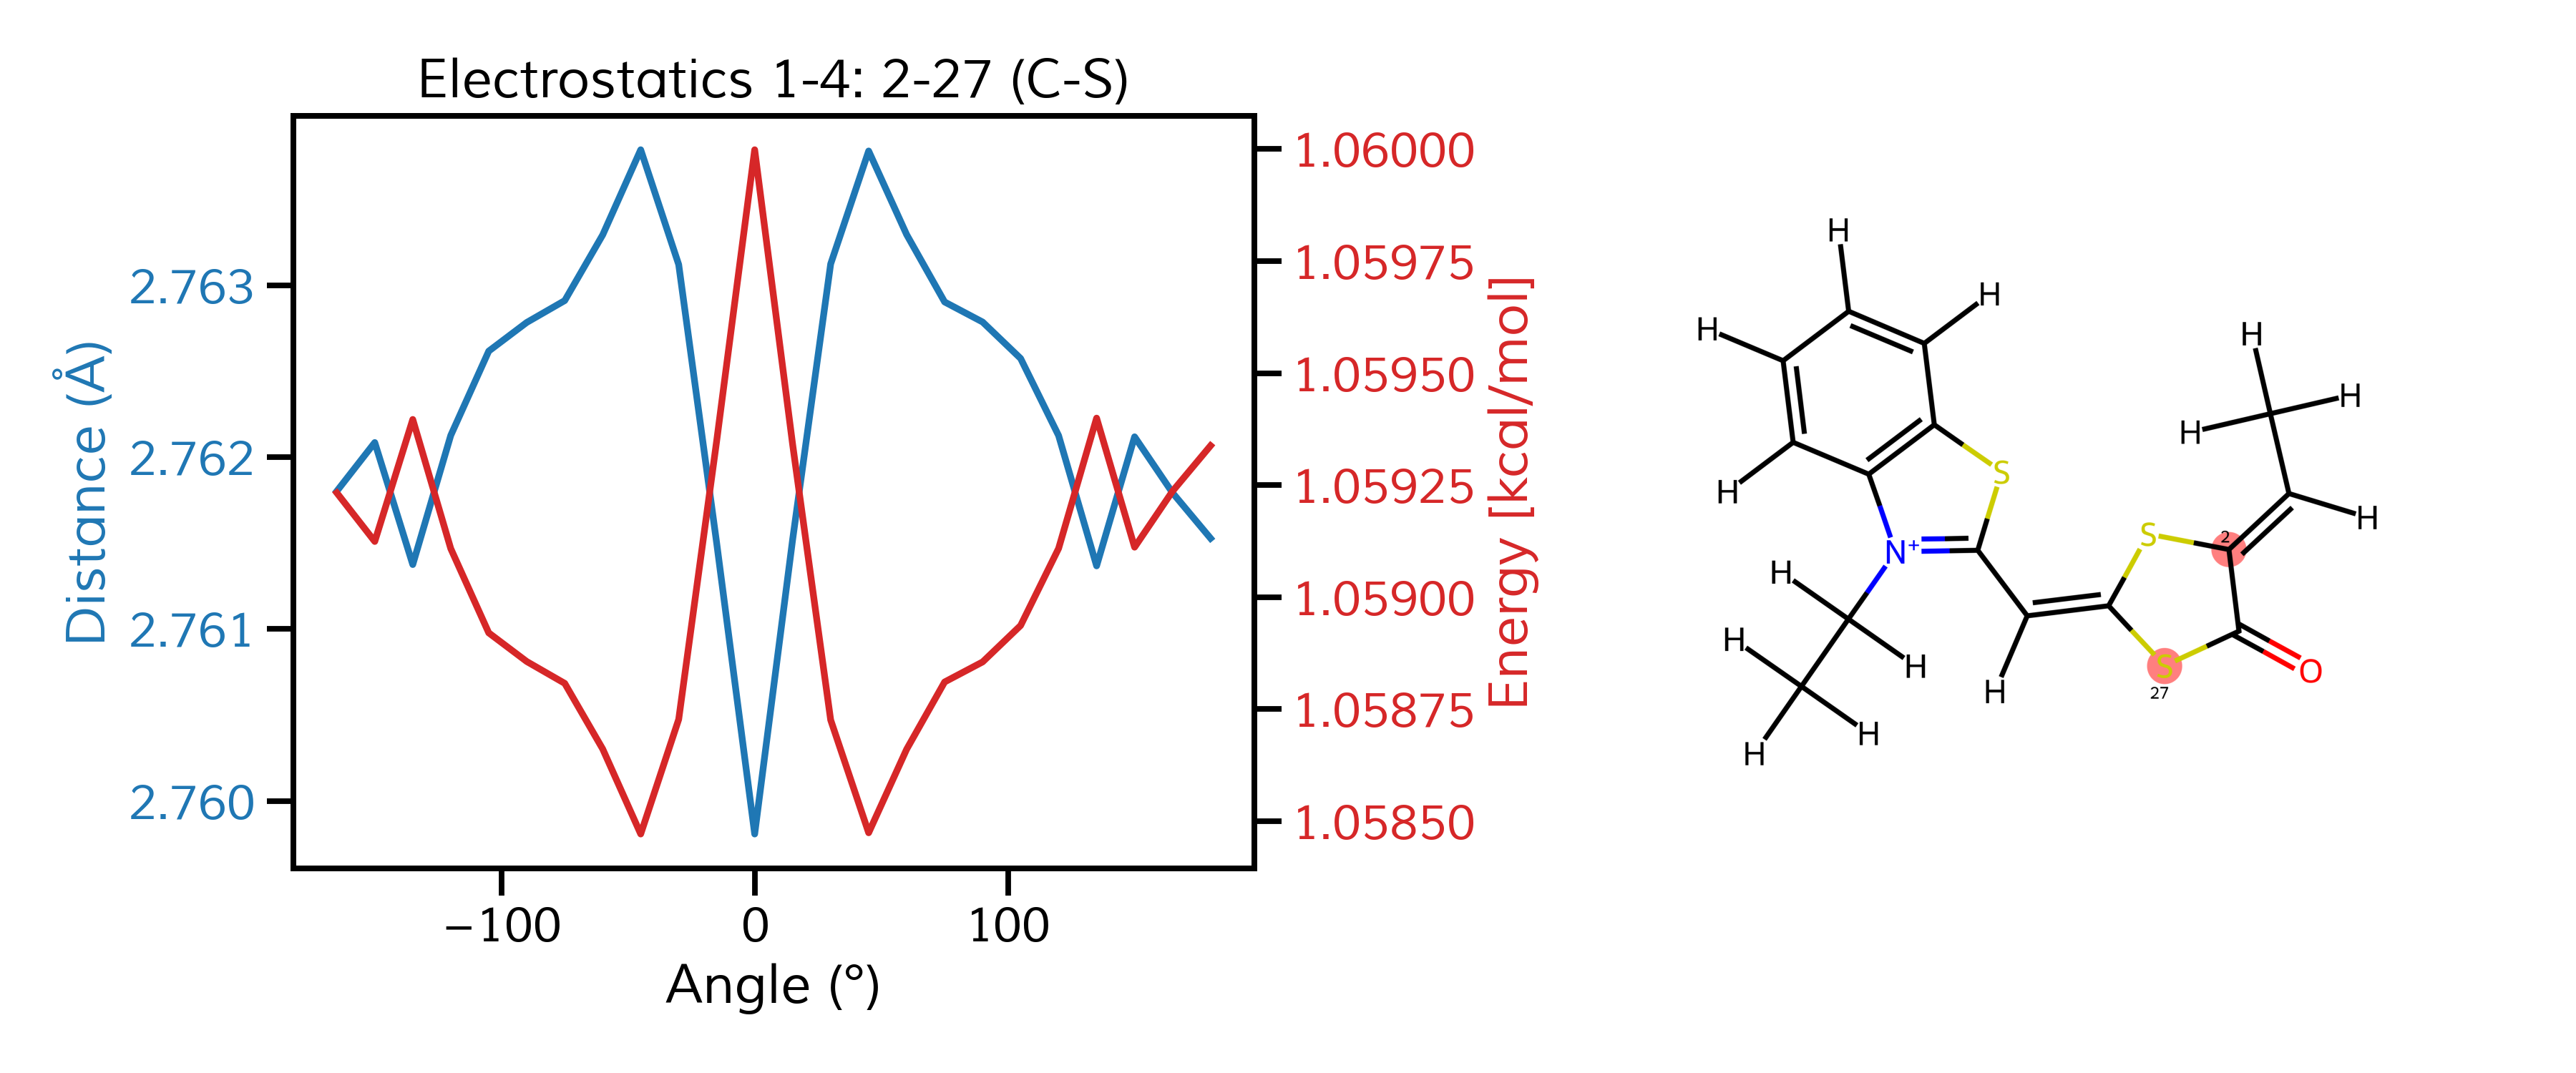 Electrostatics 1-4: 2-27 (C-S)
Distance (Å)
2.763
2.762
2.761
2.760
1.06000
1.05975
1.05950
1.05925
1.05900
1.05875
1.05850
Energy [kcal/mol]
−100 0 100
Angle (°)
H
H
H
H
H
H
H
S
H
H
S
2
N+
H
H
H
S
27
O
H
H
H
H